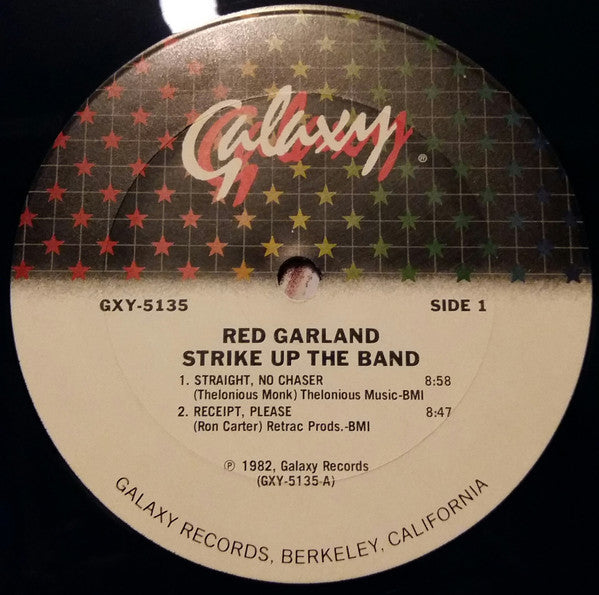 Galaxy®
GXY-5135
SIDE 1
RED GARLAND
STRIKE UP THE BAND
1. STRAIGHT, NO CHASER 8:58
(Thelonious Monk) Thelonious Music-BMI
2. RECEIPT, PLEASE 8:47
(Ron Carter) Retrac Prods.-BMI
℗ 1982, Galaxy Records
(GXY-5135-A)
GALAXY RECORDS, BERKELEY, CALIFORNIA